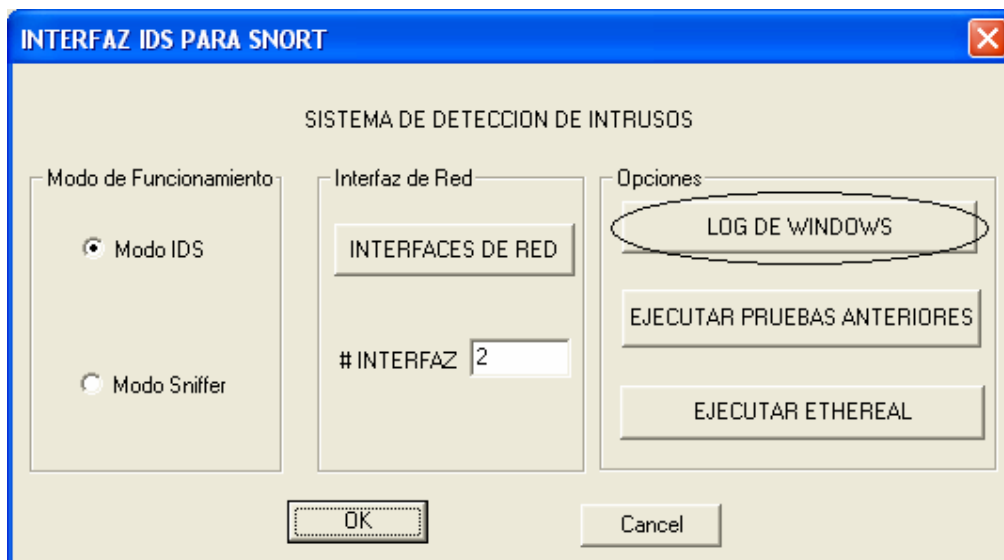 INTERFAZ IDS PARA SNORT
SISTEMA DE DETECCION DE INTRUSOS
Modo de Funcionamiento
Modo IDS
Modo Sniffer
Interfaz de Red
INTERFACES DE RED
# INTERFAZ 2
Opciones
LOG DE WINDOWS
EJECUTAR PRUEBAS ANTERIORES
EJECUTAR ETHEREAL
OK
Cancel